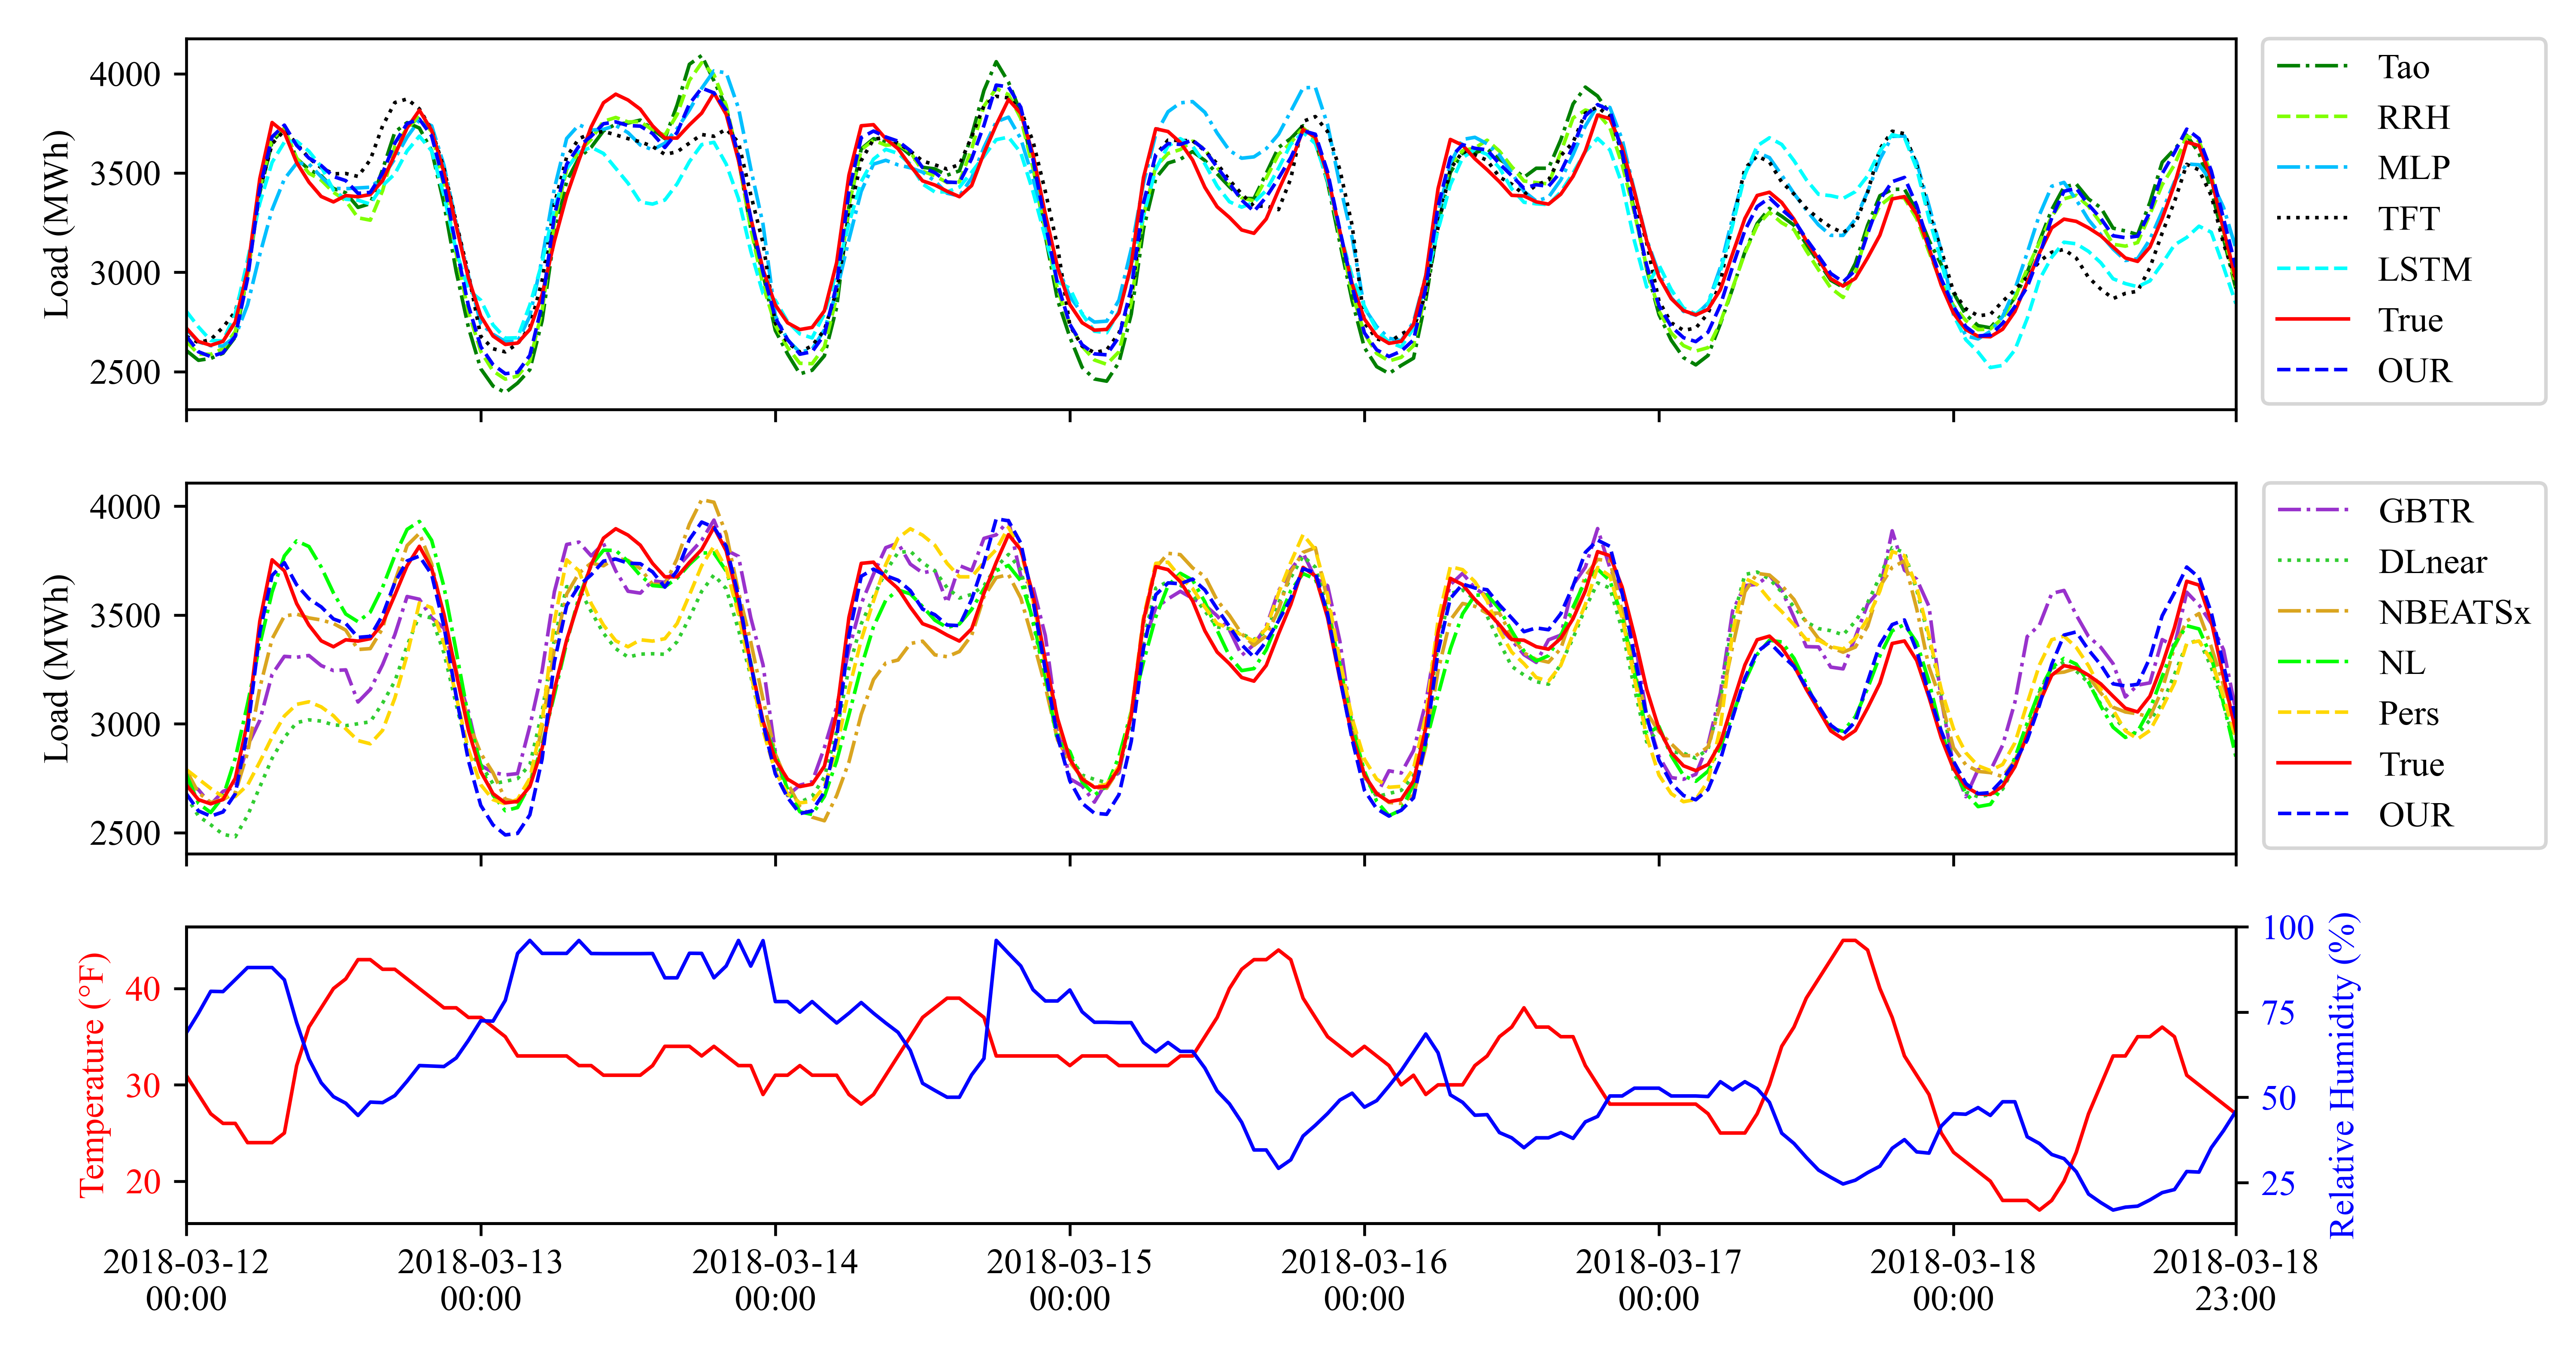 4000
3500
3000
2500
Load (MWh)
Tao
RRH
MLP
TFT
LSTM
True
OUR
4000
3500
3000
2500
Load (MWh)
GBTR
DLnear
NBEATSx
NL
Pers
True
OUR
40
30
20
Temperature (°F)
100
75
50
25
Relative Humidity (%)
2018-03-12 2018-03-13 2018-03-14 2018-03-15 2018-03-16 2018-03-17 2018-03-18 2018-03-18
00:00 00:00 00:00 00:00 00:00 00:00 00:00 23:00